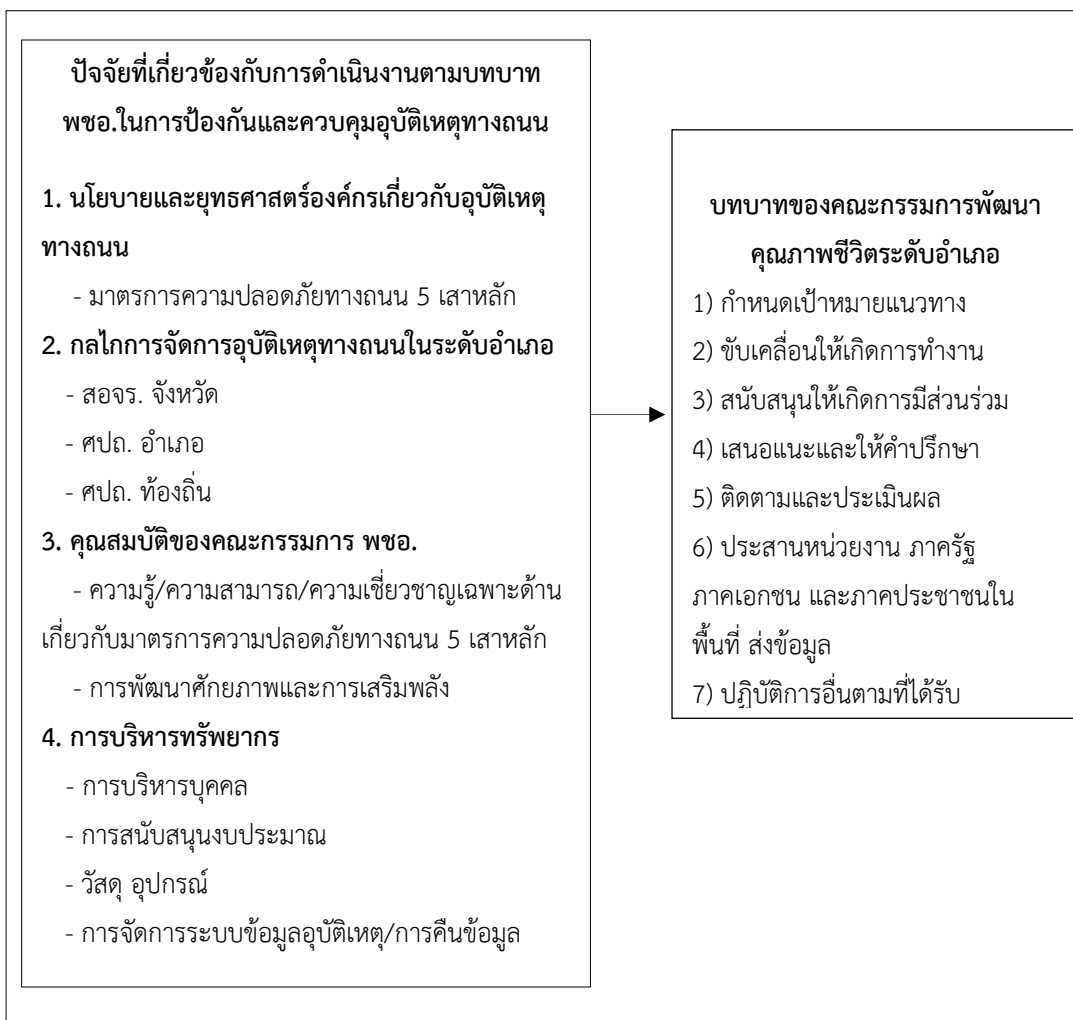 ปัจจัยที่เกี่ยวข้องกับการดำเนินงานตามบทบาท
พชอ.ในการป้องกันและควบคุมอุบัติเหตุทางถนน
1. นโยบายและยุทธศาสตร์องค์กรเกี่ยวกับอุบัติเหตุ
ทางถนน
- มาตรการความปลอดภัยทางถนน 5 เสาหลัก
2. กลไกการจัดการอุบัติเหตุทางถนนในระดับอำเภอ
- สอจร. จังหวัด
- ศปถ. อำเภอ
- ศปถ. ท้องถิ่น
3. คุณสมบัติของคณะกรรมการ พชอ.
- ความรู้/ความสามารถ/ความเชี่ยวชาญเฉพาะด้าน
เกี่ยวกับมาตรการความปลอดภัยทางถนน 5 เสาหลัก
- การพัฒนาศักยภาพและการเสริมพลัง
4. การบริหารทรัพยากร
- การบริหารบุคคล
- การสนับสนุนงบประมาณ
- วัสดุ อุปกรณ์
- การจัดการระบบข้อมูลอุบัติเหตุ/การคืนข้อมูล
บทบาทของคณะกรรมการพัฒนา
คุณภาพชีวิตระดับอำเภอ
1) กำหนดเป้าหมายแนวทาง
2) ขับเคลื่อนให้เกิดการทำงาน
3) สนับสนุนให้เกิดการมีส่วนร่วม
4) เสนอแนะและให้คำปรึกษา
5) ติดตามและประเมินผล
6) ประสานหน่วยงาน ภาครัฐ
ภาคเอกชน และภาคประชาชนใน
พื้นที่ ส่งข้อมูล
7) ปฏิบัติการอื่นตามที่ได้รับ